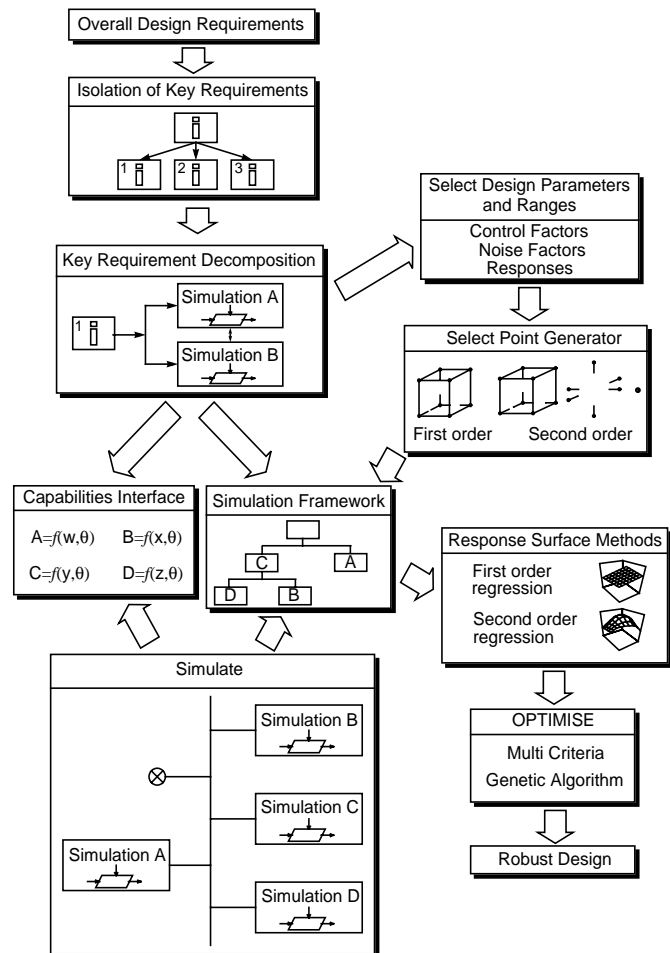 Overall Design Requirements
Isolation of Key Requirements
i
1 i
2 i
3 i
Key Requirement Decomposition
1 i
Simulation A
Simulation B
Select Design Parameters
and Ranges
Control Factors
Noise Factors
Responses
Select Point Generator
First order
Second order
Capabilities Interface
A=f(w,θ) B=f(x,θ)
C=f(y,θ) D=f(z,θ)
Simulation Framework
C
A
D
B
Response Surface Methods
First order
regression
Second order
regression
Simulate
Simulation B
Simulation C
Simulation A
Simulation D
OPTIMISE
Multi Criteria
Genetic Algorithm
Robust Design